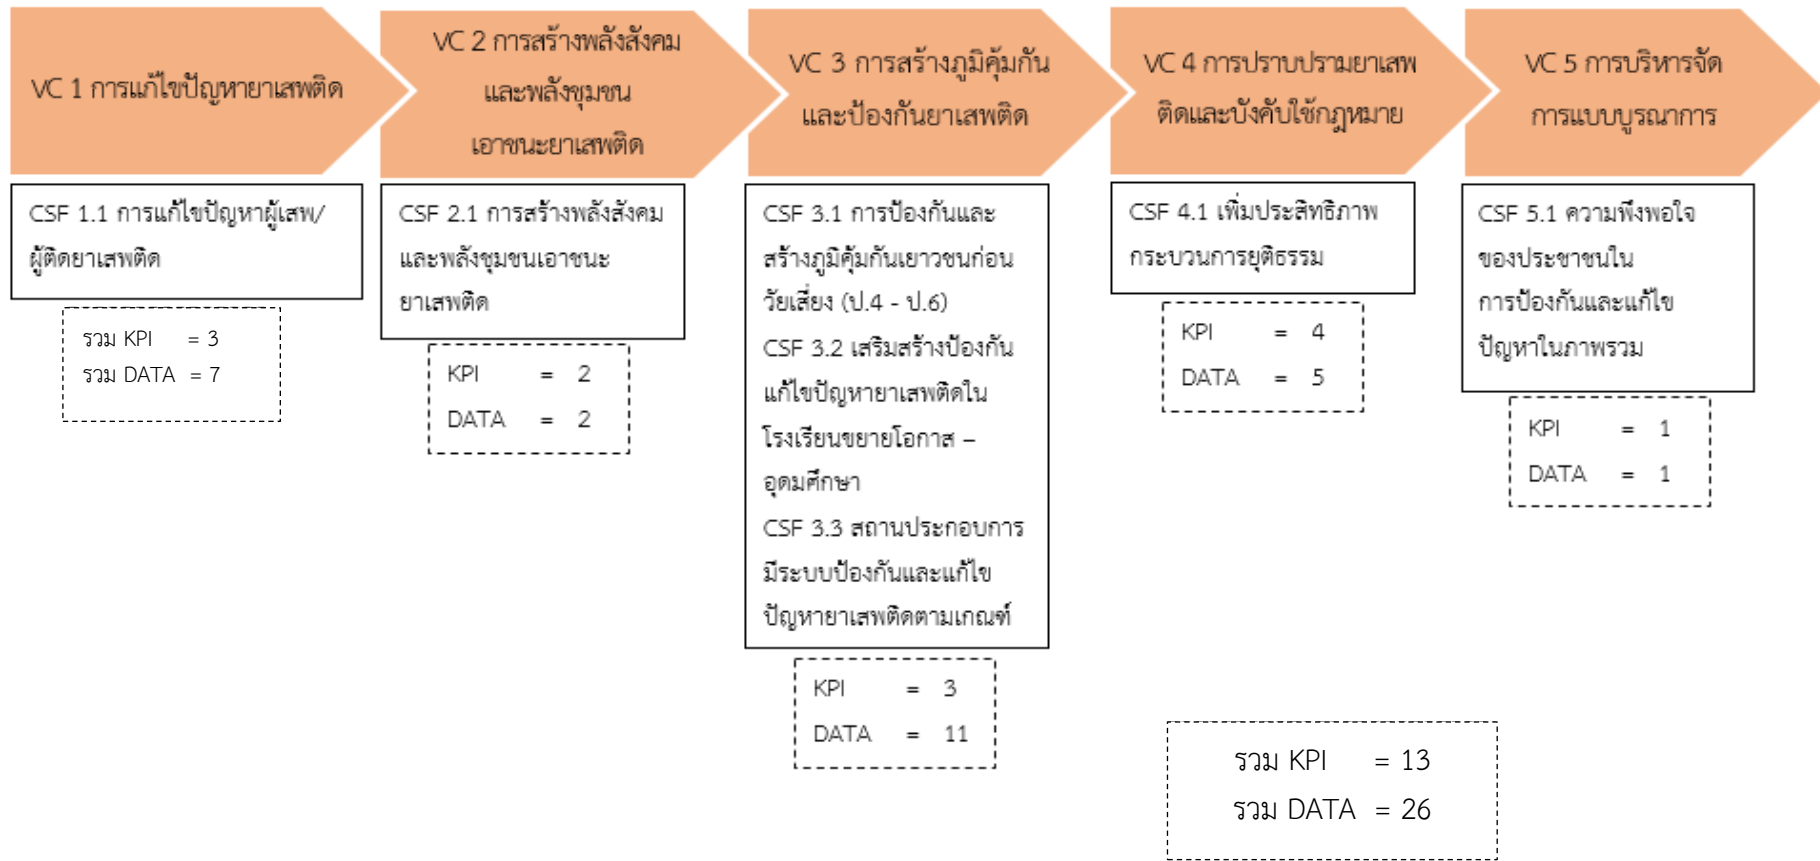 VC 1 การแก้ไขปัญหายาเสพติด
VC 2 การสร้างพลังสังคม
และพลังชุมชน
เอาชนะยาเสพติด
VC 3 การสร้างภูมิคุ้มกัน
และป้องกันยาเสพติด
VC 4 การปราบปรามยาเสพ
ติดและบังคับใช้กฎหมาย
VC 5 การบริหารจัด
การแบบบูรณาการ
CSF 1.1 การแก้ไขปัญหาผู้เสพ/
ผู้ติดยาเสพติด
รวม KPI = 3
รวม DATA = 7
CSF 2.1 การสร้างพลังสังคม
และพลังชุมชนเอาชนะ
ยาเสพติด
KPI = 2
DATA = 2
CSF 3.1 การป้องกันและ
สร้างภูมิคุ้มกันเยาวชนก่อน
วัยเสี่ยง (ป.4 - ป.6)
CSF 3.2 เสริมสร้างป้องกัน
แก้ไขปัญหายาเสพติดใน
โรงเรียนขยายโอกาส –
อุดมศึกษา
CSF 3.3 สถานประกอบการ
มีระบบป้องกันและแก้ไข
ปัญหายาเสพติดตามเกณฑ์
KPI = 3
DATA = 11
CSF 4.1 เพิ่มประสิทธิภาพ
กระบวนการยุติธรรม
KPI = 4
DATA = 5
CSF 5.1 ความพึงพอใจ
ของประชาชนใน
การป้องกันและแก้ไข
ปัญหาในภาพรวม
KPI = 1
DATA = 1
รวม KPI = 13
รวม DATA = 26